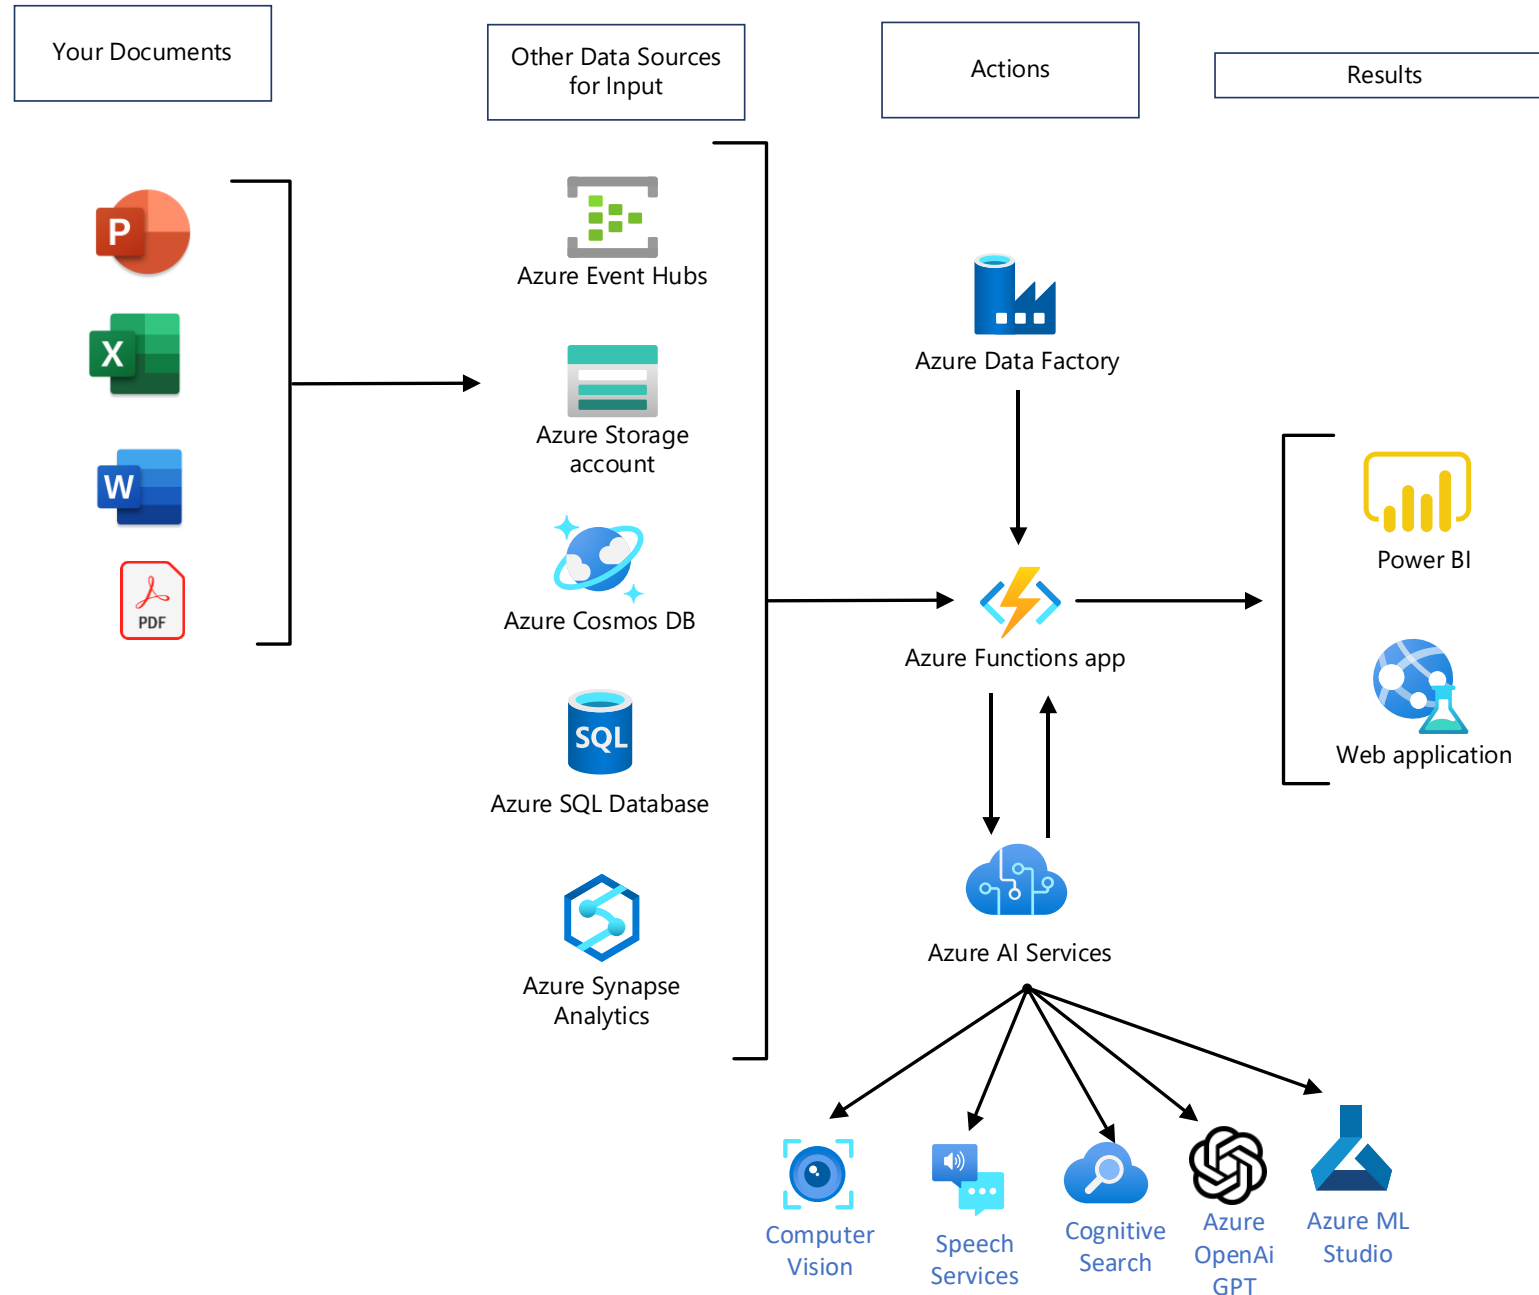 Your Documents
Other Data Sources
for Input
Actions
Results
P
X
W
PDF
Azure Event Hubs
Azure Storage
account
Azure Cosmos DB
SQL
Azure SQL Database
Azure Synapse
Analytics
Azure Data Factory
Azure Functions app
Azure AI Services
Computer
Vision
Speech
Services
Cognitive
Search
Azure
OpenAi
GPT
Azure ML
Studio
Power BI
Web application